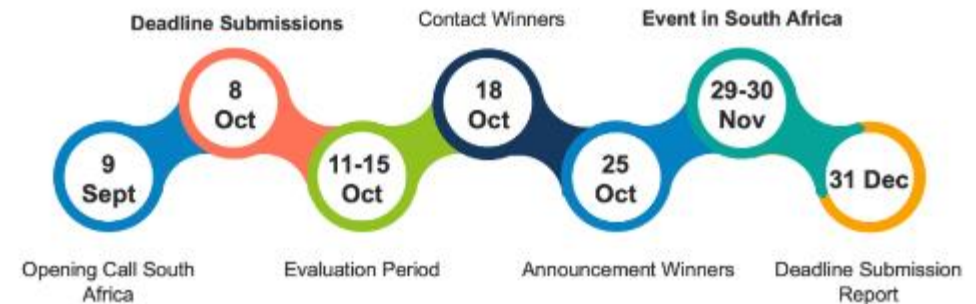 Deadline Submissions
Contact Winners
Event in South Africa
9
Sept
8
Oct
11-15
Oct
18
Oct
25
Oct
29-30
Nov
31 Dec
Opening Call South
Africa
Evaluation Period
Announcement Winners
Deadline Submission
Report